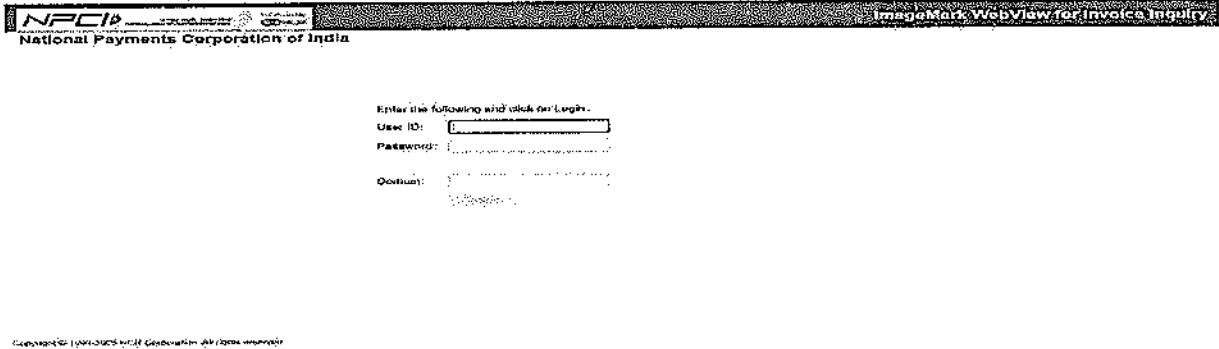 NPCI ImageMark WebView for Invoice Inquiry
National Payments Corporation of India
Enter the following and click on Login.
User ID:
Password:
Domain: